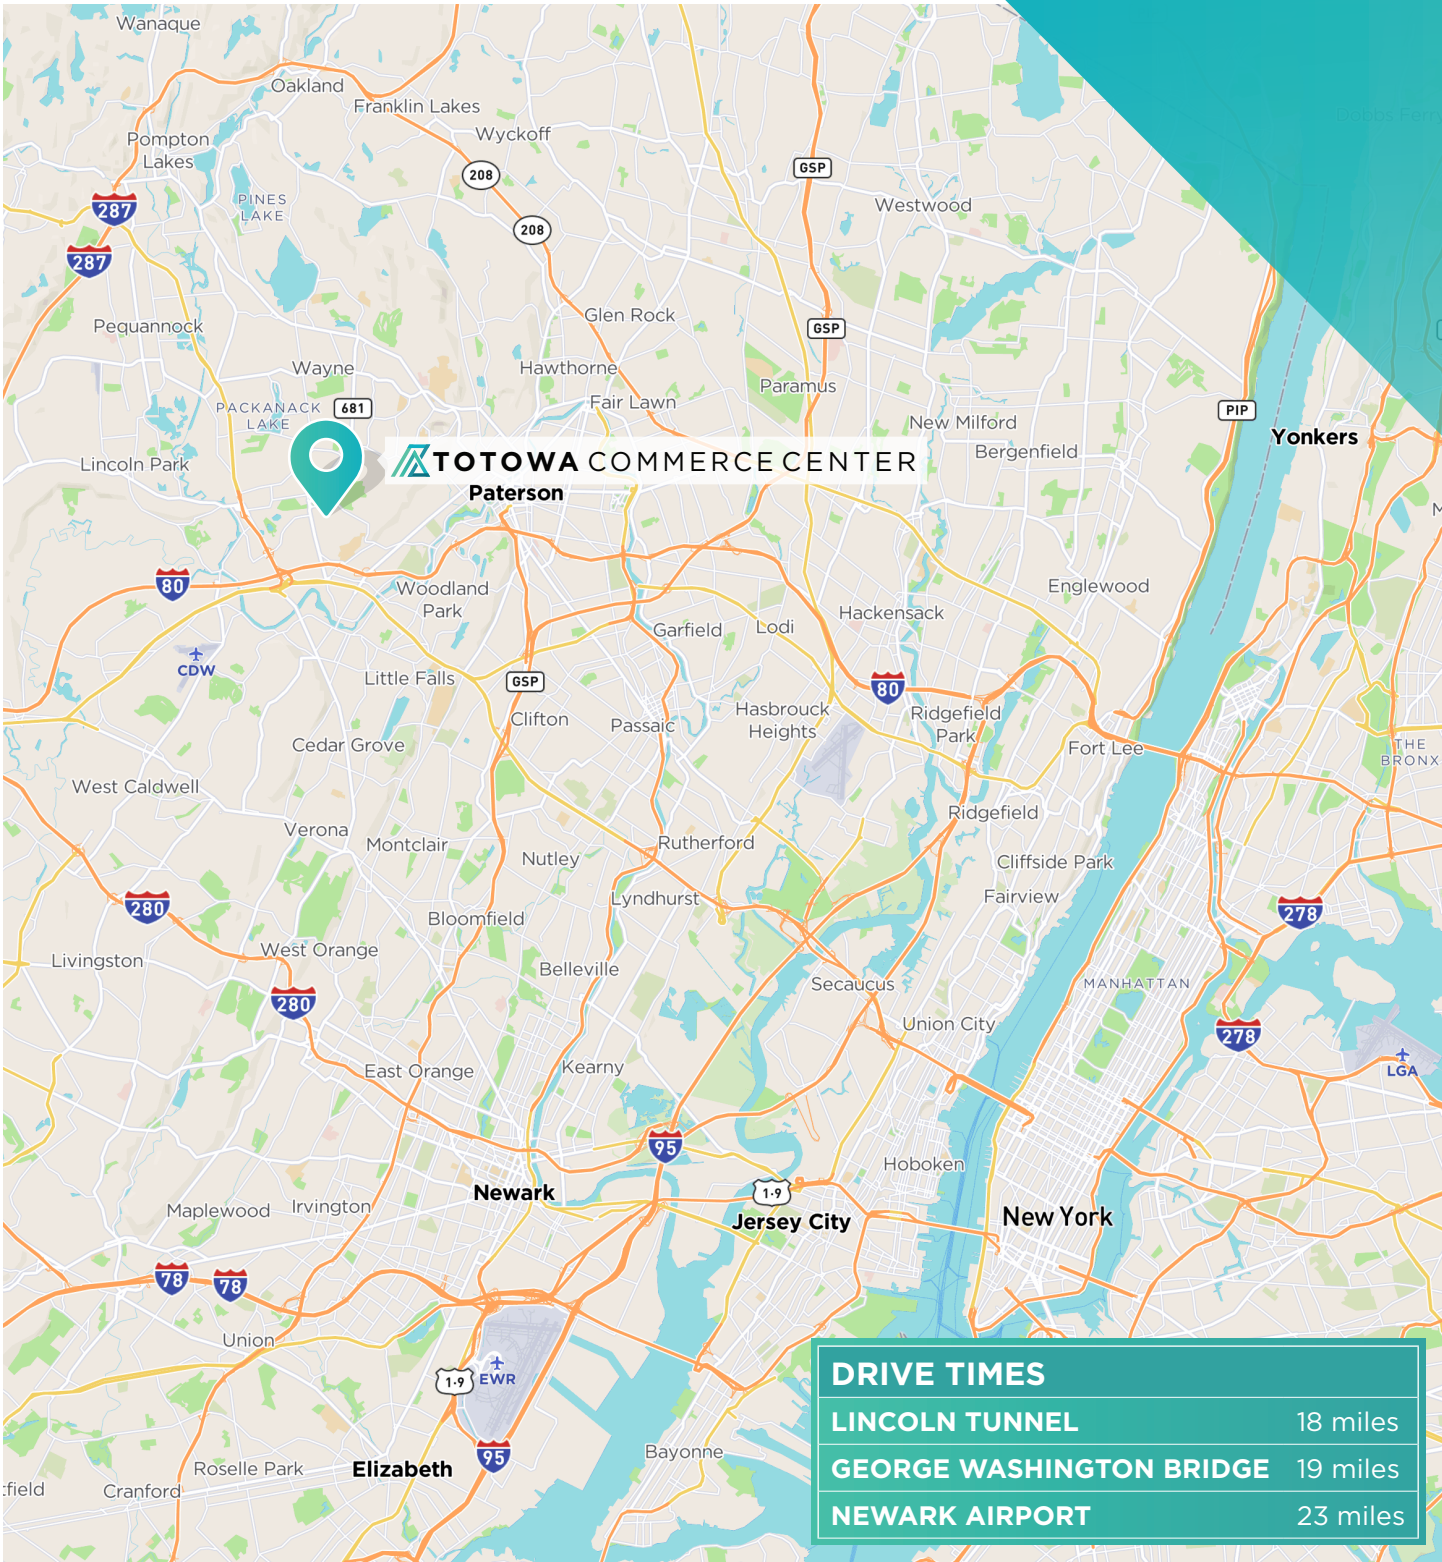 Wanaque
Oakland
Franklin Lakes
Dobbs Ferry
Pompton
Lakes
Wyckoff
208
GSP
287
PINES
LAKE
Westwood
208
287
Pequannock
Glen Rock
GSP
Wayne
Hawthorne
Paramus
PACKANACK
LAKE
681
Fair Lawn
PIP
New Milford
Yonkers
Bergenfield
Lincoln Park
TOTOWA COMMERCE CENTER
Paterson
80
Woodland
Park
Englewood
Hackensack
Garfield
Lodi
CDW
Little Falls
GSP
80
Clifton
Passaic
Hasbrouck
Heights
Ridgefield
Park
Cedar Grove
Fort Lee
THE
BRONX
West Caldwell
Ridgefield
Verona
Montclair
Nutley
Rutherford
Cliffside Park
Fairview
Lyndhurst
280
278
Bloomfield
West Orange
Livingston
Belleville
Secaucus
MANHATTAN
280
Union City
278
East Orange
Kearny
LGA
95
Hoboken
Newark
1·9
Maplewood
Irvington
Jersey City
New York
78
78
Union
1·9
EWR
95
Elizabeth
Roselle Park
Bayonne
tfield
Cranford
DRIVE TIMES
LINCOLN TUNNEL 18 miles
GEORGE WASHINGTON BRIDGE 19 miles
NEWARK AIRPORT 23 miles